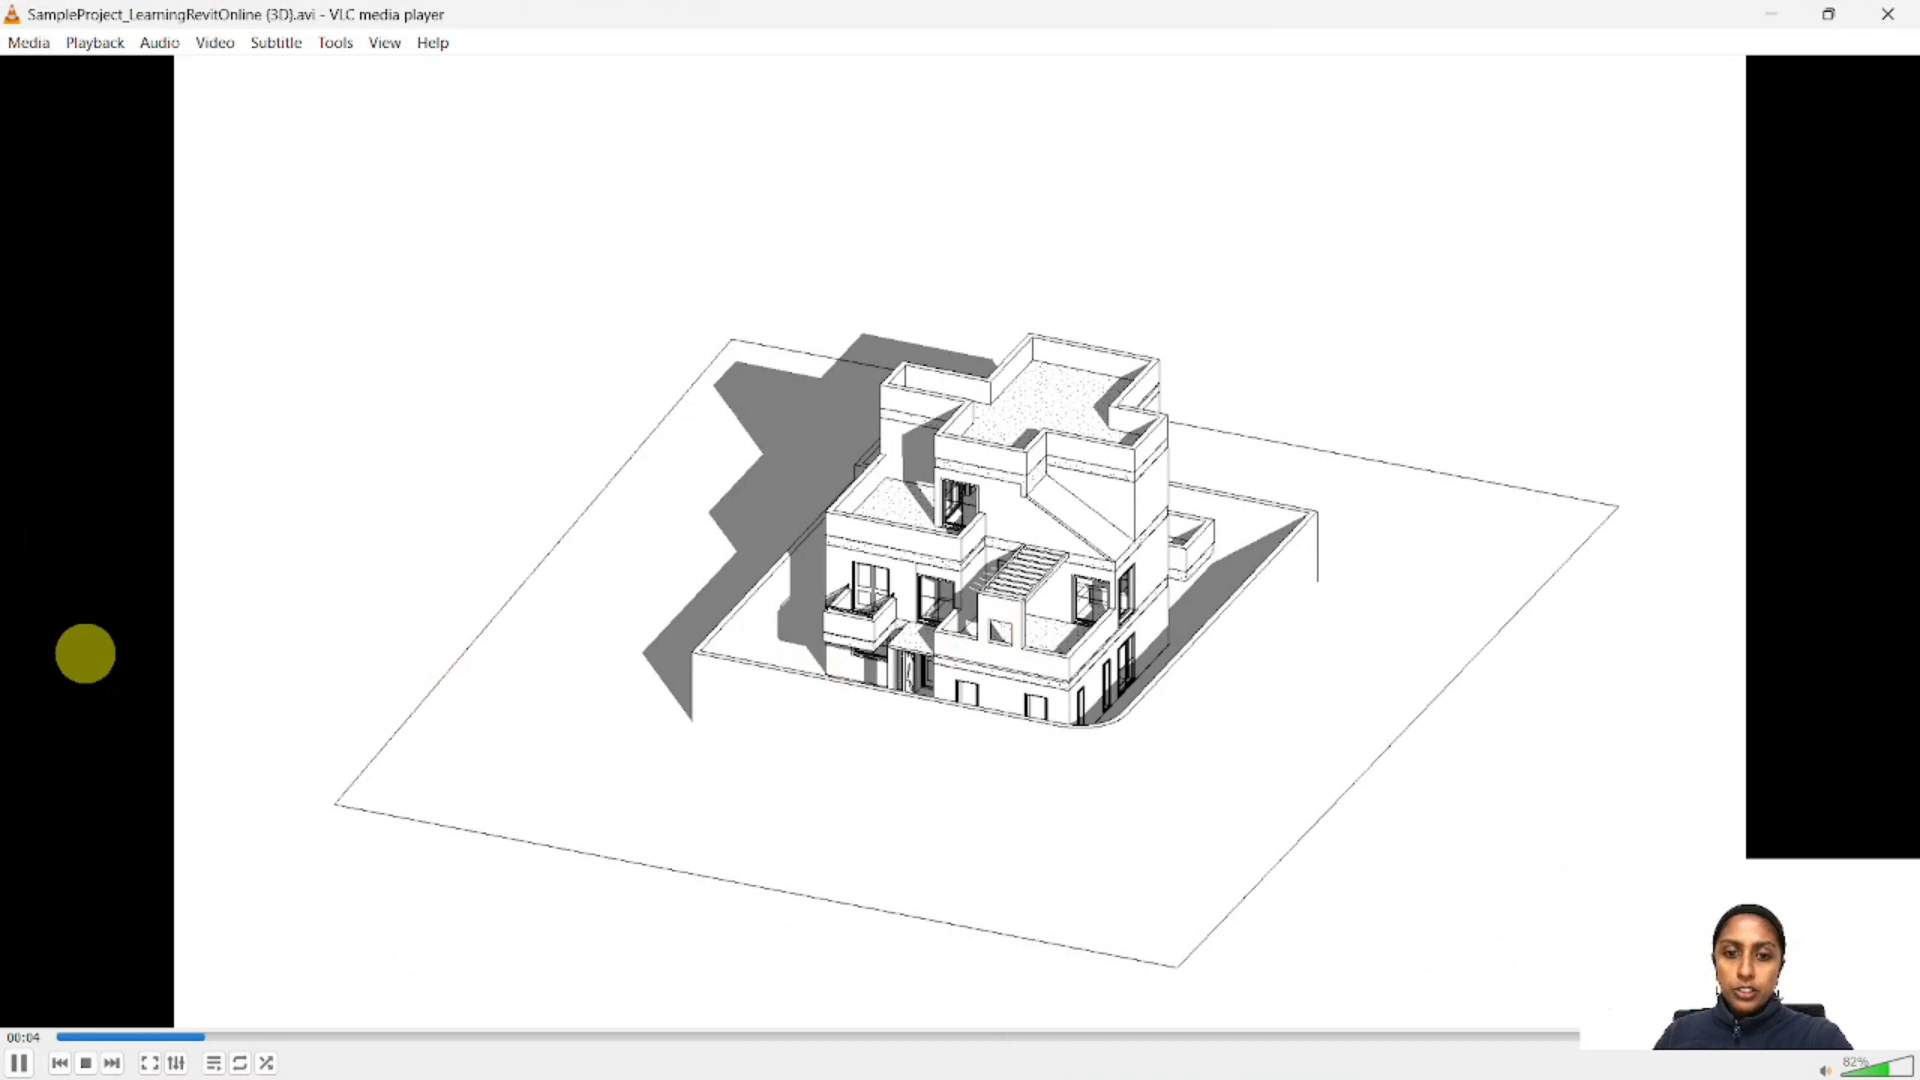 SampleProject_LearningRevitOnline {3D}.avi - VLC media player
Media Playback Audio Video Subtitle Tools View Help
00:04
82%